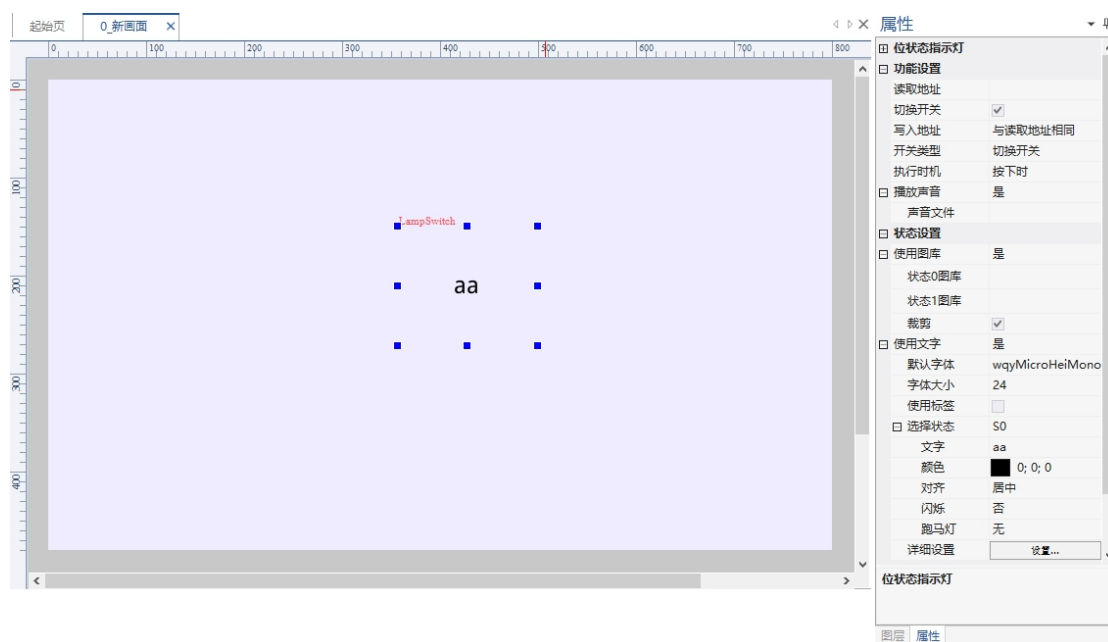 起始页
0_新画面
属性
0 100 200 300 400 500 600 700 800
0
100
200
300
400
LampSwitch
aa
位状态指示灯
功能设置
读取地址
切换开关
写入地址 与读取地址相同
开关类型 切换开关
执行时机 按下时
播放声音 是
声音文件
状态设置
使用图库 是
状态0图库
状态1图库
裁剪
使用文字 是
默认字体 wqyMicroHeiMono
字体大小 24
使用标签
选择状态 S0
文字 aa
颜色 0; 0; 0
对齐 居中
闪烁 否
跑马灯 无
详细设置 设置...
位状态指示灯
图层 属性